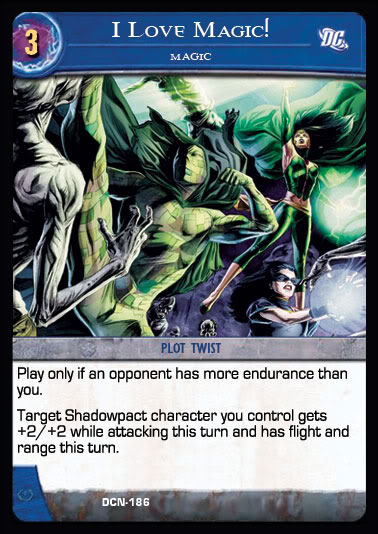 3
I Love Magic!
DC
MAGIC
PLOT TWIST
Play only if an opponent has more endurance than
you.
Target Shadowpact character you control gets
+2/+2 while attacking this turn and has flight and
range this turn.
DCN-186